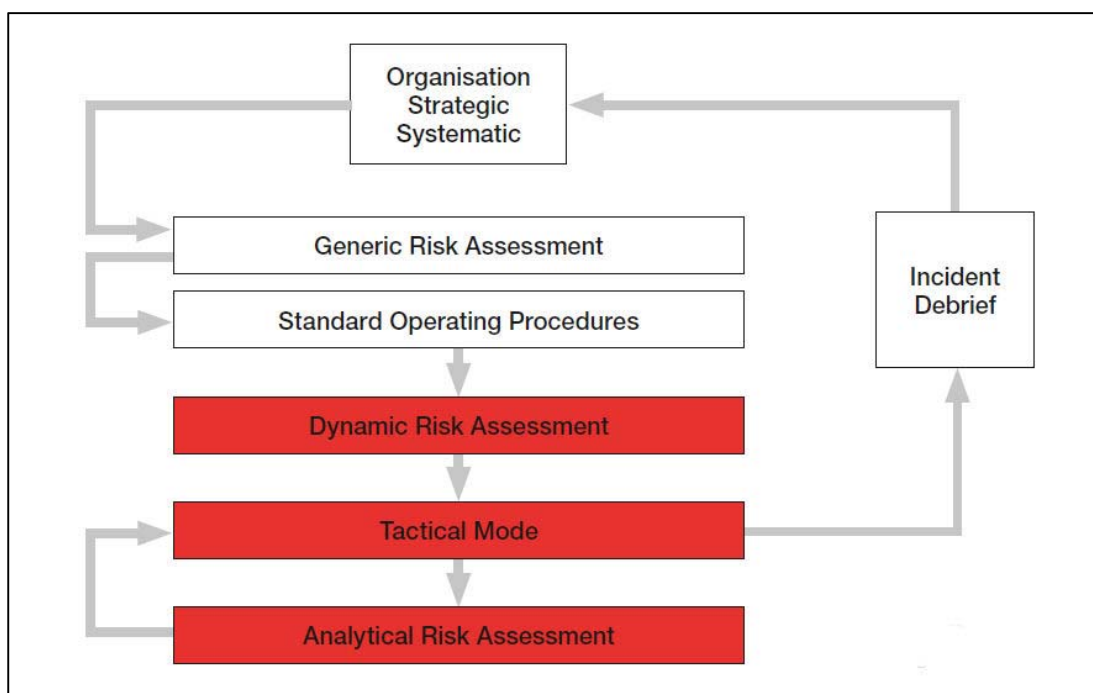 Organisation
Strategic
Systematic
Generic Risk Assessment
Incident
Debrief
Standard Operating Procedures
Dynamic Risk Assessment
Tactical Mode
Analytical Risk Assessment